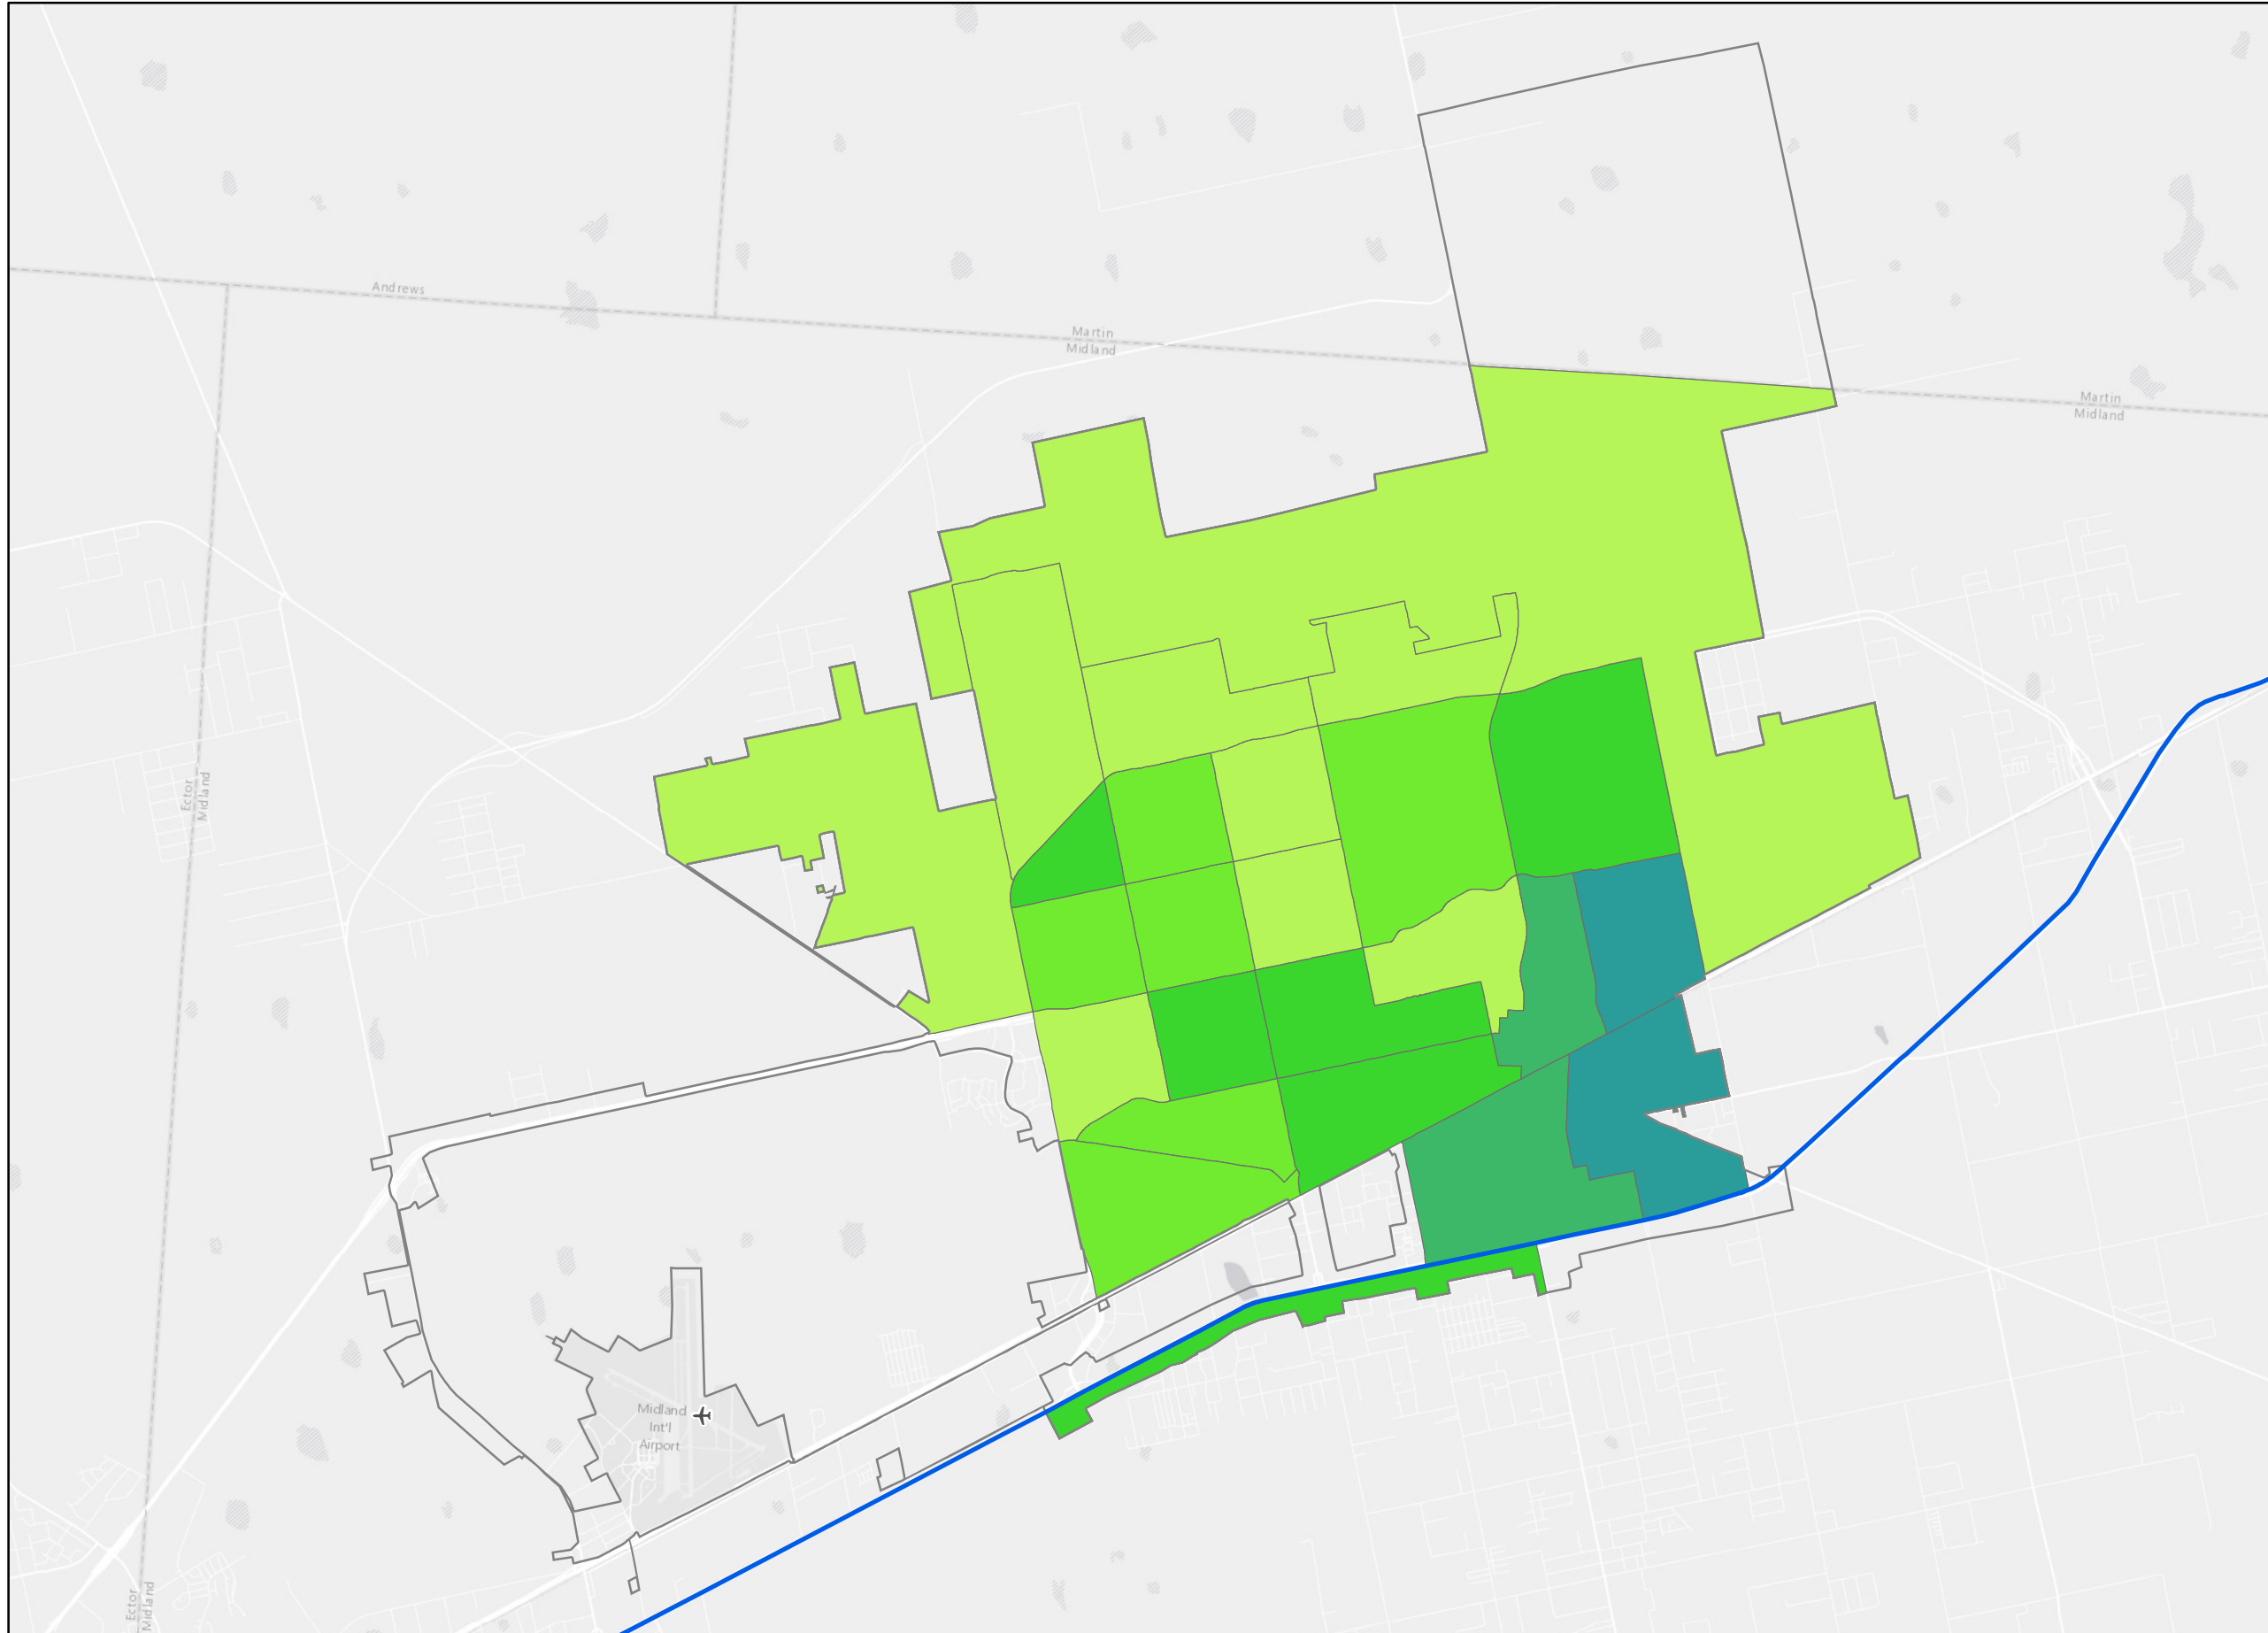 Andrews
Martin
Midland
Martin
Midland
Ector
Midland
Midland
Int'l
Airport
Ector
Midland